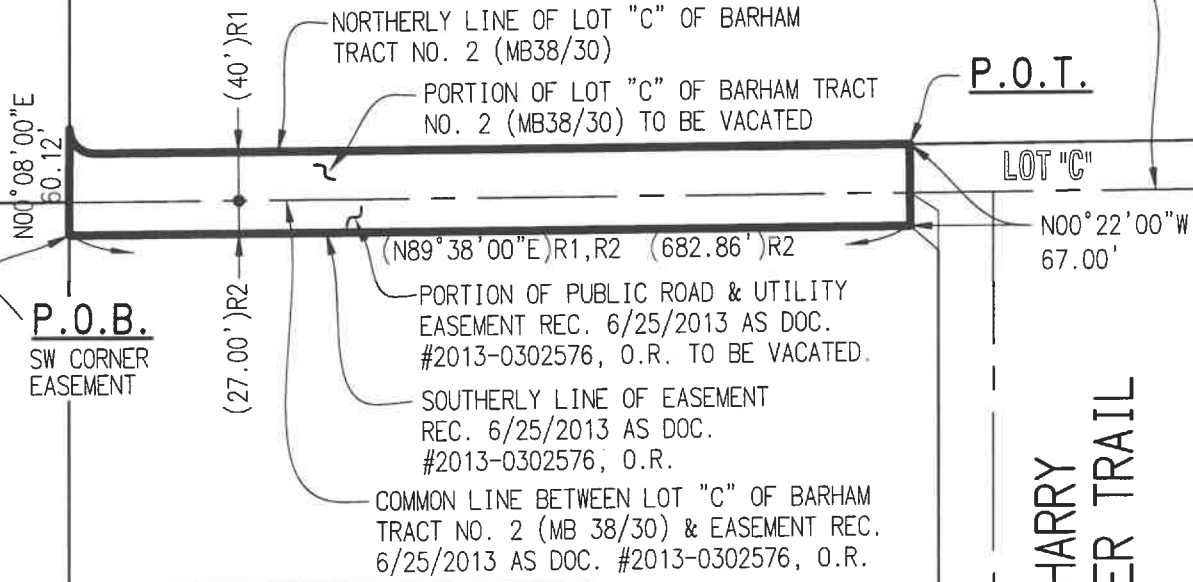 NORTHERLY LINE OF LOT "C" OF BARHAM
TRACT NO. 2 (MB38/30)
(40')R1
PORTION OF LOT "C" OF BARHAM TRACT
NO. 2 (MB38/30) TO BE VACATED
P.O.T.
N00°08'00"E
60.12'
LOT "C"
N00°22'00"W
67.00'
(N89°38'00"E)R1,R2 (682.86')R2
P.O.B.
SW CORNER
EASEMENT
(27.00')R2
PORTION OF PUBLIC ROAD & UTILITY
EASEMENT REC. 6/25/2013 AS DOC.
#2013-0302576, O.R. TO BE VACATED.
SOUTHERLY LINE OF EASEMENT
REC. 6/25/2013 AS DOC.
#2013-0302576, O.R.
COMMON LINE BETWEEN LOT "C" OF BARHAM
TRACT NO. 2 (MB 38/30) & EASEMENT REC.
6/25/2013 AS DOC. #2013-0302576, O.R.
HARRY
ER TRAIL